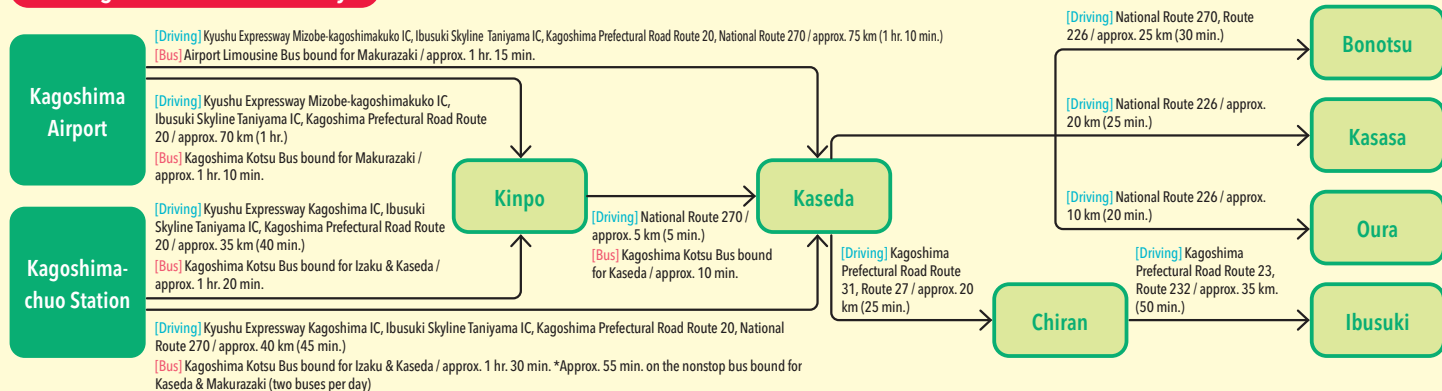 Kagoshima
Airport
[Driving] Kyushu Expressway Mizobe-kagoshimakuko IC, Ibusuki Skyline Taniyama IC, Kagoshima Prefectural Road Route 20, National Route 270 / approx. 75 km (1 hr. 10 min.)
[Bus] Airport Limousine Bus bound for Makurazaki / approx. 1 hr. 15 min.
[Driving] Kyushu Expressway Mizobe-kagoshimakuko IC,
Ibusuki Skyline Taniyama IC, Kagoshima Prefectural Road Route
20 / approx. 70 km (1 hr.)
[Bus] Kagoshima Kotsu Bus bound for Makurazaki /
approx. 1 hr. 10 min.
Kagoshima-
chuo Station
[Driving] Kyushu Expressway Kagoshima IC, Ibusuki
Skyline Taniyama IC, Kagoshima Prefectural Road Route
20 / approx. 35 km (40 min.)
[Bus] Kagoshima Kotsu Bus bound for Izaku & Kaseda /
approx. 1 hr. 20 min.
[Driving] Kyushu Expressway Kagoshima IC, Ibusuki Skyline Taniyama IC, Kagoshima Prefectural Road Route 20, National
Route 270 / approx. 40 km (45 min.)
[Bus] Kagoshima Kotsu Bus bound for Izaku & Kaseda / approx. 1 hr. 30 min. *Approx. 55 min. on the nonstop bus bound for
Kaseda & Makurazaki (two buses per day)
Kinpo
[Driving] National Route 270 /
approx. 5 km (5 min.)
[Bus] Kagoshima Kotsu Bus bound
for Kaseda / approx. 10 min.
Kaseda
[Driving] National Route 270, Route
226 / approx. 25 km (30 min.)
Bonotsu
[Driving] National Route 226 / approx.
20 km (25 min.)
Kasasa
[Driving] National Route 226 / approx.
10 km (20 min.)
Oura
[Driving] Kagoshima
Prefectural Road Route
31, Route 27 / approx. 20
km (25 min.)
Chiran
[Driving] Kagoshima
Prefectural Road Route 23,
Route 232 / approx. 35 km.
(50 min.)
Ibusuki